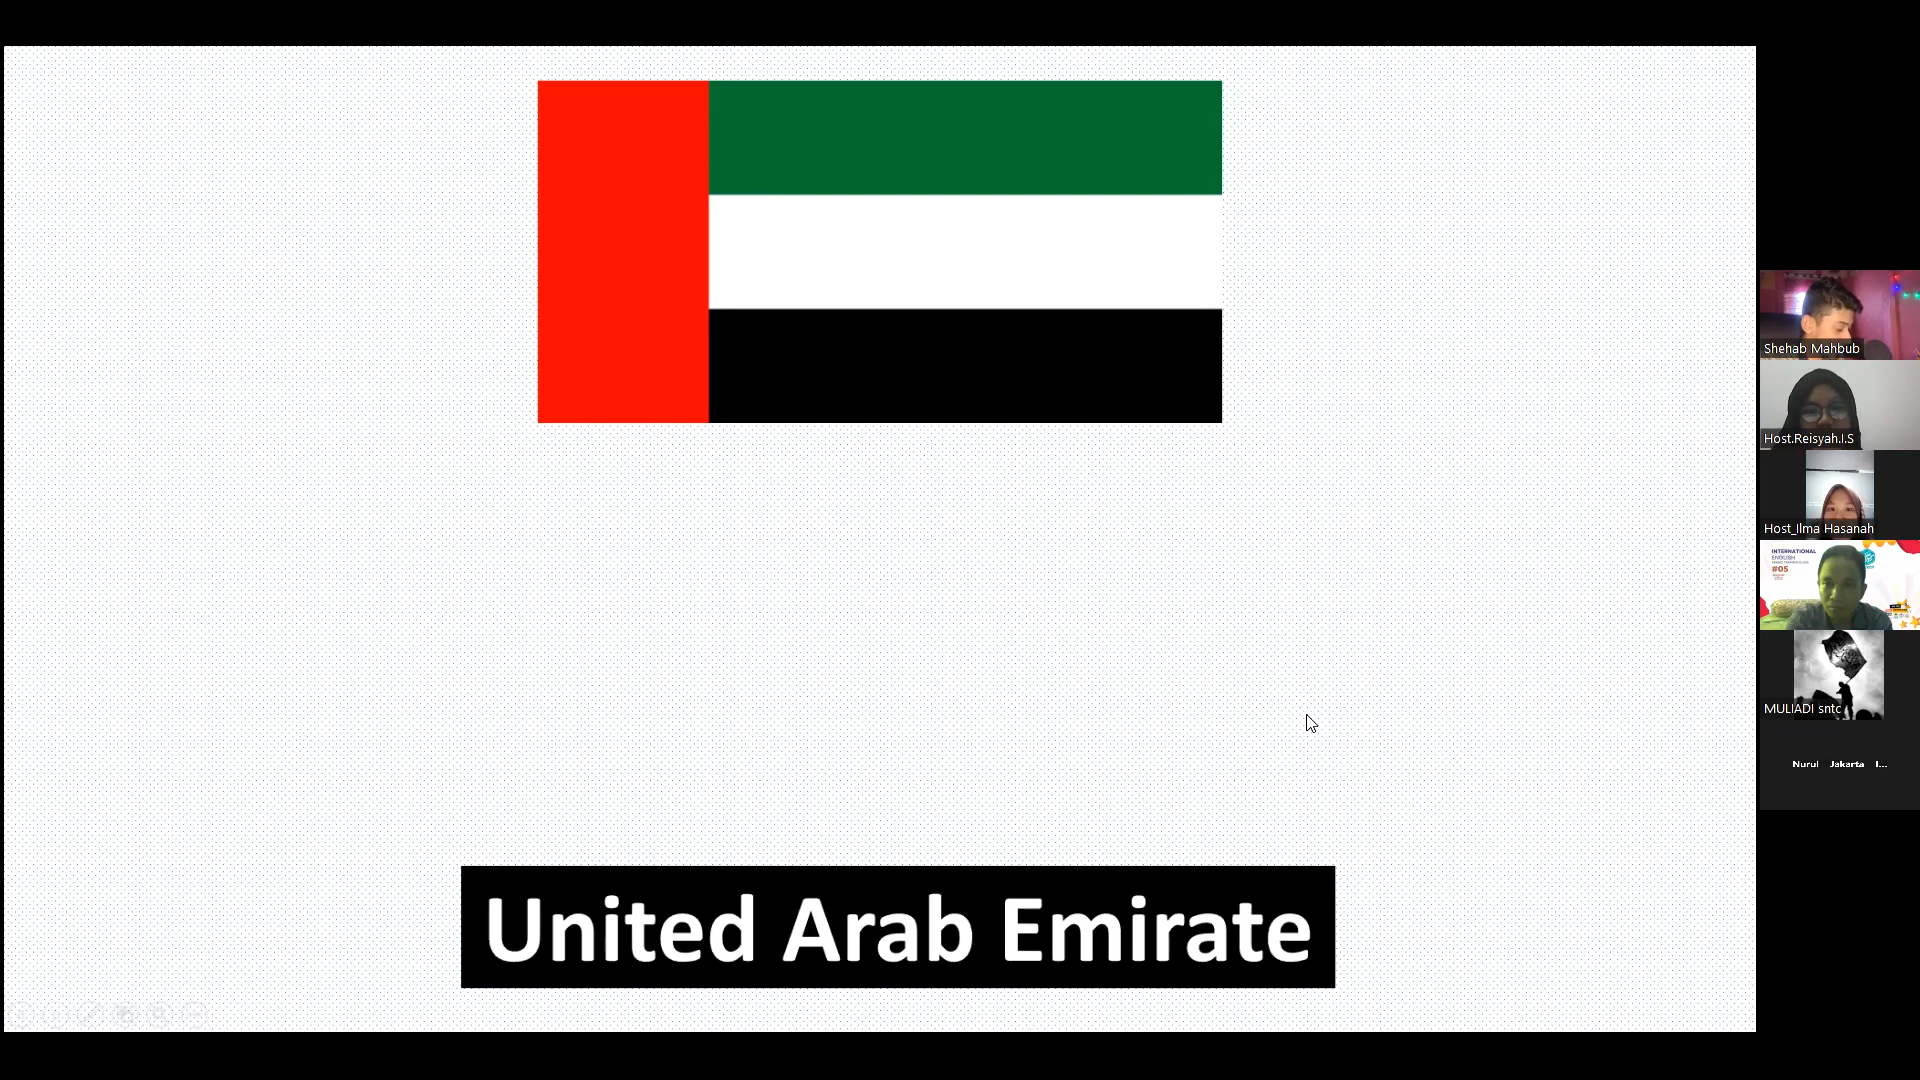 United Arab Emirate
Shehab Mahbub
Host.Reisyah.I.S
Host_Ilma Hasanah
INTERNATIONAL
ENGLISH
#05
MULIADI sntc
Nurul Jakarta I...